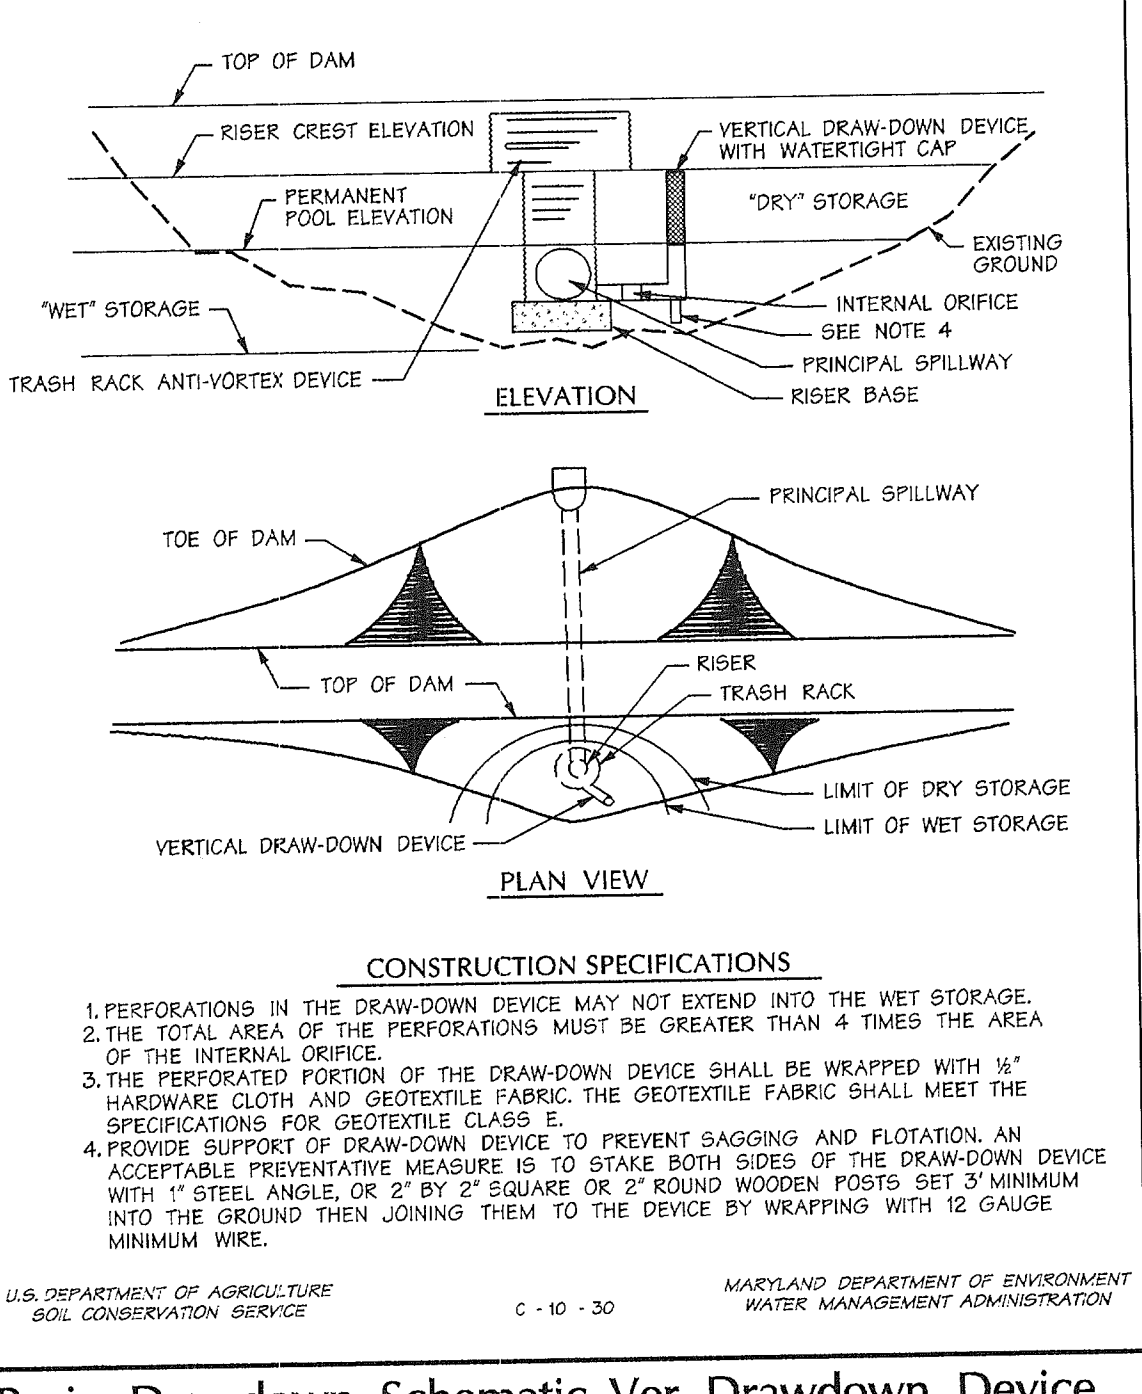 TOP OF DAM
RISER CREST ELEVATION
VERTICAL DRAW-DOWN DEVICE
WITH WATERTIGHT CAP
PERMANENT
POOL ELEVATION
"DRY" STORAGE
EXISTING
GROUND
"WET" STORAGE
INTERNAL ORIFICE
SEE NOTE 4
PRINCIPAL SPILLWAY
TRASH RACK ANTI-VORTEX DEVICE
RISER BASE
ELEVATION
PRINCIPAL SPILLWAY
TOE OF DAM
RISER
TOP OF DAM
TRASH RACK
LIMIT OF DRY STORAGE
LIMIT OF WET STORAGE
VERTICAL DRAW-DOWN DEVICE
PLAN VIEW
CONSTRUCTION SPECIFICATIONS
1. PERFORATIONS IN THE DRAW-DOWN DEVICE MAY NOT EXTEND INTO THE WET STORAGE.
2. THE TOTAL AREA OF THE PERFORATIONS MUST BE GREATER THAN 4 TIMES THE AREA
OF THE INTERNAL ORIFICE.
3. THE PERFORATED PORTION OF THE DRAW-DOWN DEVICE SHALL BE WRAPPED WITH ½"
HARDWARE CLOTH AND GEOTEXTILE FABRIC. THE GEOTEXTILE FABRIC SHALL MEET THE
SPECIFICATIONS FOR GEOTEXTILE CLASS E.
4. PROVIDE SUPPORT OF DRAW-DOWN DEVICE TO PREVENT SAGGING AND FLOTATION. AN
ACCEPTABLE PREVENTATIVE MEASURE IS TO STAKE BOTH SIDES OF THE DRAW-DOWN DEVICE
WITH 1" STEEL ANGLE, OR 2" BY 2" SQUARE OR 2" ROUND WOODEN POSTS SET 3' MINIMUM
INTO THE GROUND THEN JOINING THEM TO THE DEVICE BY WRAPPING WITH 12 GAUGE
MINIMUM WIRE.
U.S. DEPARTMENT OF AGRICULTURE
SOIL CONSERVATION SERVICE
C - 10 - 30
MARYLAND DEPARTMENT OF ENVIRONMENT
WATER MANAGEMENT ADMINISTRATION
Basin Drawdown Schematic Ver. Drawdown Device